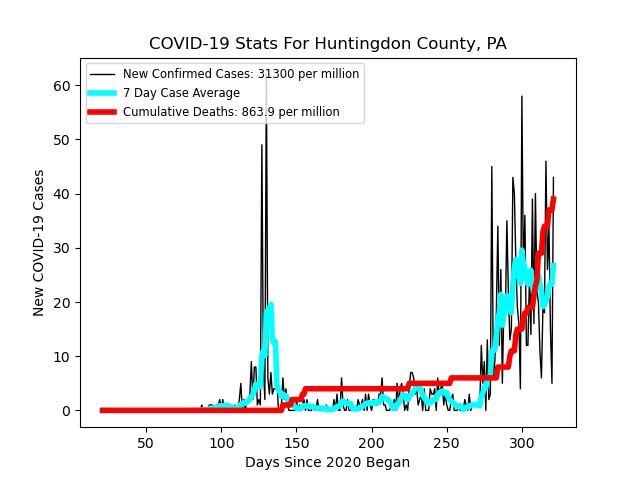 COVID-19 Stats For Huntingdon County, PA
New Confirmed Cases: 31300 per million
7 Day Case Average
Cumulative Deaths: 863.9 per million
60
50
40
30
20
10
0
New COVID-19 Cases
50 100 150 200 250 300
Days Since 2020 Began